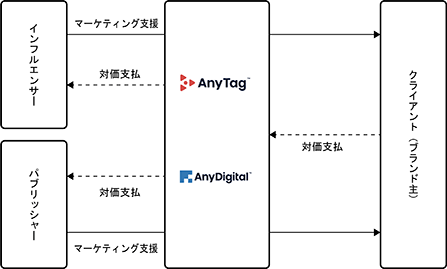 インフルエンサー
マーケティング支援
対価支払
AnyTag™
クライアント（ブランド主）
対価支払
パブリッシャー
対価支払
AnyDigital™
マーケティング支援